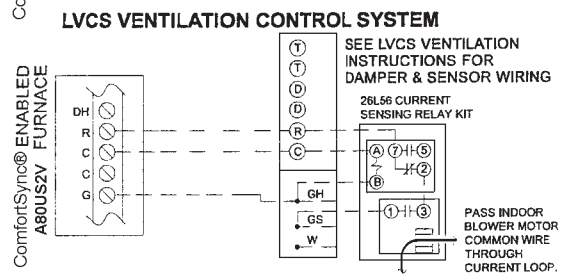 Co
LVCS VENTILATION CONTROL SYSTEM
ComfortSync® ENABLED
A80US2V FURNACE
DH
R
C
C
G
T
T
D
D
R
C
GH
GS
W
SEE LVCS VENTILATION
INSTRUCTIONS FOR
DAMPER & SENSOR WIRING
26L56 CURRENT
SENSING RELAY KIT
A 7 5
2
B
1 3
PASS INDOOR
BLOWER MOTOR
COMMON WIRE
THROUGH
CURRENT LOOP.